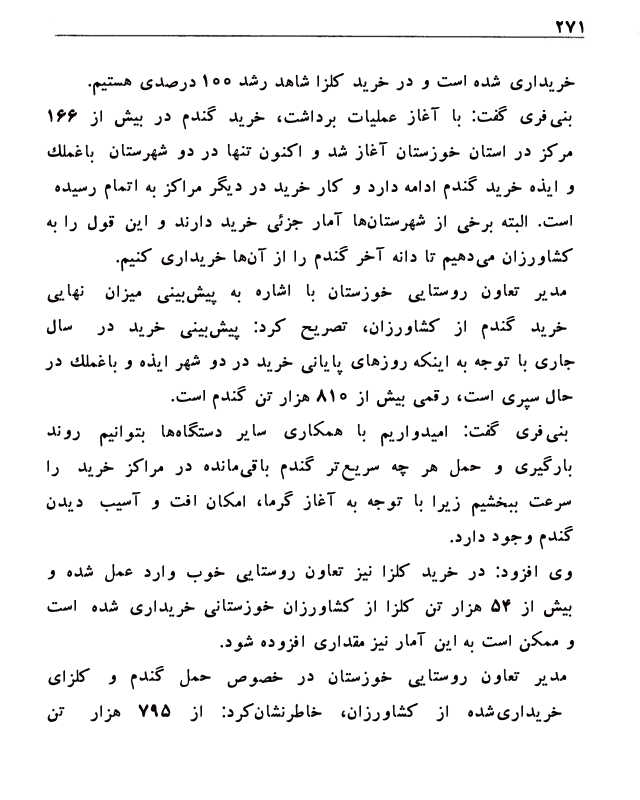 ۲۷۱
خریداری شده است و در خرید کلزا شاهد رشد ۱۰۰ درصدی هستیم.
بنی‌فری گفت: با آغاز عملیات برداشت، خرید گندم در بیش از ۱۶۶
مرکز در استان خوزستان آغاز شد و اکنون تنها در دو شهرستان باغملك
و ایذه خرید گندم ادامه دارد و کار خرید در دیگر مراکز به اتمام رسیده
است. البته برخی از شهرستان‌ها آمار جزئی خرید دارند و این قول را به
کشاورزان می‌دهیم تا دانه آخر گندم را از آن‌ها خریداری کنیم.
مدیر تعاون روستایی خوزستان با اشاره به پیش‌بینی میزان نهایی
خرید گندم از کشاورزان، تصریح کرد: پیش‌بینی خرید در سال
جاری با توجه به اینکه روزهای پایانی خرید در دو شهر ایذه و باغملك در
حال سپری است، رقمی بیش از ۸۱۰ هزار تن گندم است.
بنی‌فری گفت: امیدواریم با همکاری سایر دستگاه‌ها بتوانیم روند
بارگیری و حمل هر چه سریع‌تر گندم باقی‌مانده در مراکز خرید را
سرعت ببخشیم زیرا با توجه به آغاز گرما، امکان افت و آسیب دیدن
گندم وجود دارد.
وی افزود: در خرید کلزا نیز تعاون روستایی خوب وارد عمل شده و
بیش از ۵۴ هزار تن کلزا از کشاورزان خوزستانی خریداری شده است
و ممکن است به این آمار نیز مقداری افزوده شود.
مدیر تعاون روستایی خوزستان در خصوص حمل گندم و کلزای
خریداری‌شده از کشاورزان، خاطرنشان‌کرد: از ۷۹۵ هزار تن